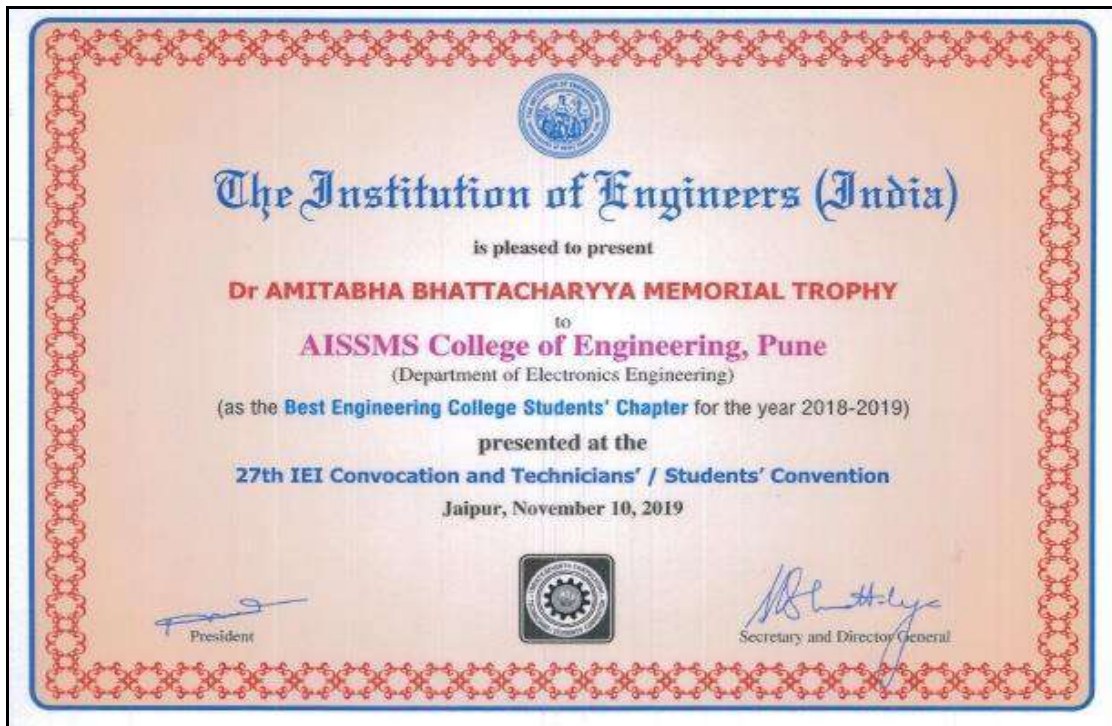 The Institution of Engineers (India)
is pleased to present
Dr AMITABHA BHATTACHARYYA MEMORIAL TROPHY
to
AISSMS College of Engineering, Pune
(Department of Electronics Engineering)
(as the Best Engineering College Students' Chapter for the year 2018-2019)
presented at the
27th IEI Convocation and Technicians' / Students' Convention
Jaipur, November 10, 2019
President
Secretary and Director General